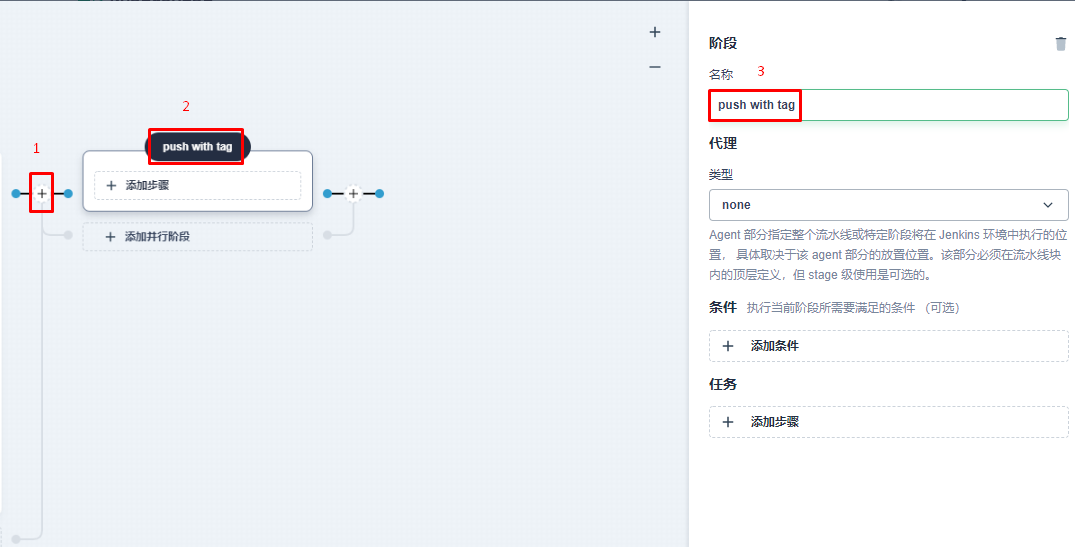 1
2
push with tag
添加步骤
添加并行阶段
阶段
名称
3
push with tag
代理
类型
none
Agent 部分指定整个流水线或特定阶段将在 Jenkins 环境中执行的位
置， 具体取决于该 agent 部分的放置位置。该部分必须在流水线块
内的顶层定义，但 stage 级使用是可选的。
条件 执行当前阶段所需要满足的条件 （可选）
添加条件
任务
添加步骤